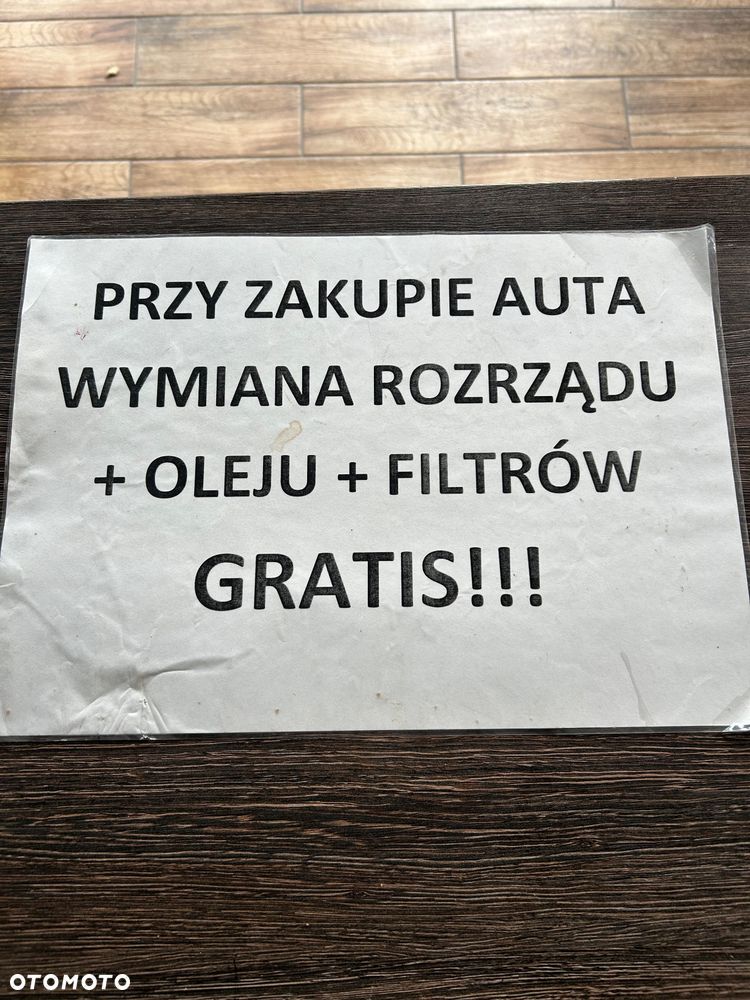 PRZY ZAKUPIE AUTA
WYMIANA ROZRZĄDU
+ OLEJU + FILTRÓW
GRATIS!!!
OTOMOTO